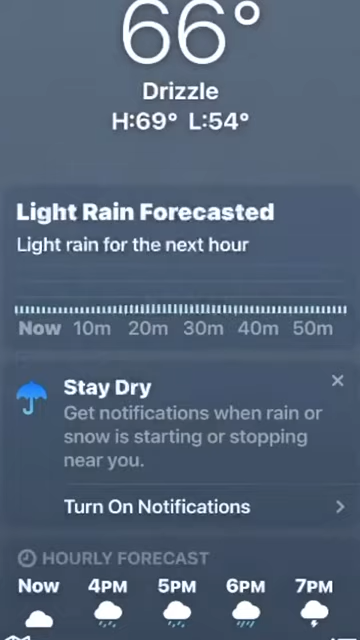 66°
Drizzle
H:69° L:54°
Light Rain Forecasted
Light rain for the next hour
Now 10m 20m 30m 40m 50m
Stay Dry
Get notifications when rain or
snow is starting or stopping
near you.
Turn On Notifications
HOURLY FORECAST
Now 4PM 5PM 6PM 7PM